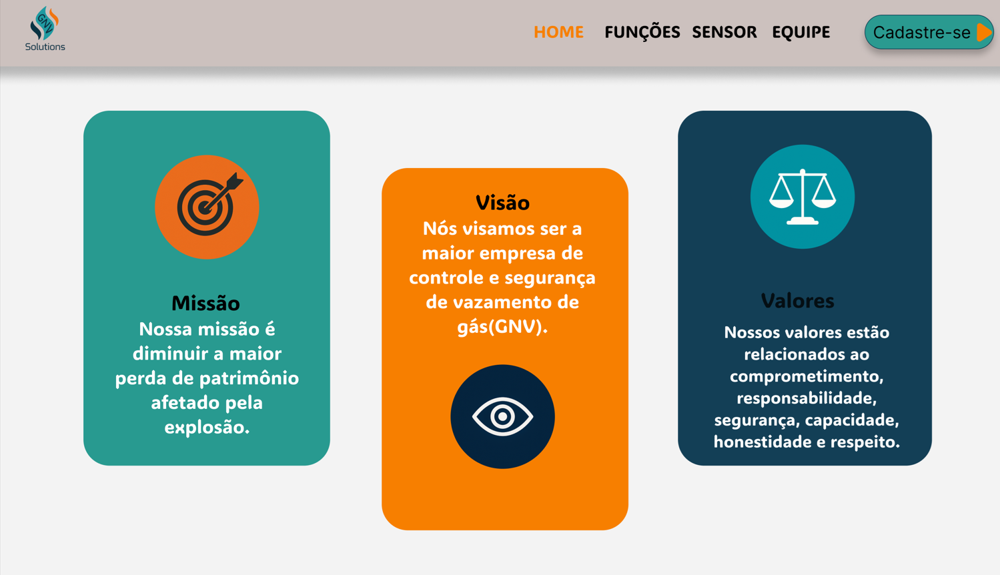 GNV
Solutions
HOME FUNÇÕES SENSOR EQUIPE Cadastre-se
Missão
Nossa missão é
diminuir a maior
perda de patrimônio
afetado pela
explosão.
Visão
Nós visamos ser a
maior empresa de
controle e segurança
de vazamento de
gás(GNV).
Valores
Nossos valores estão
relacionados ao
comprometimento,
responsabilidade,
segurança, capacidade,
honestidade e respeito.